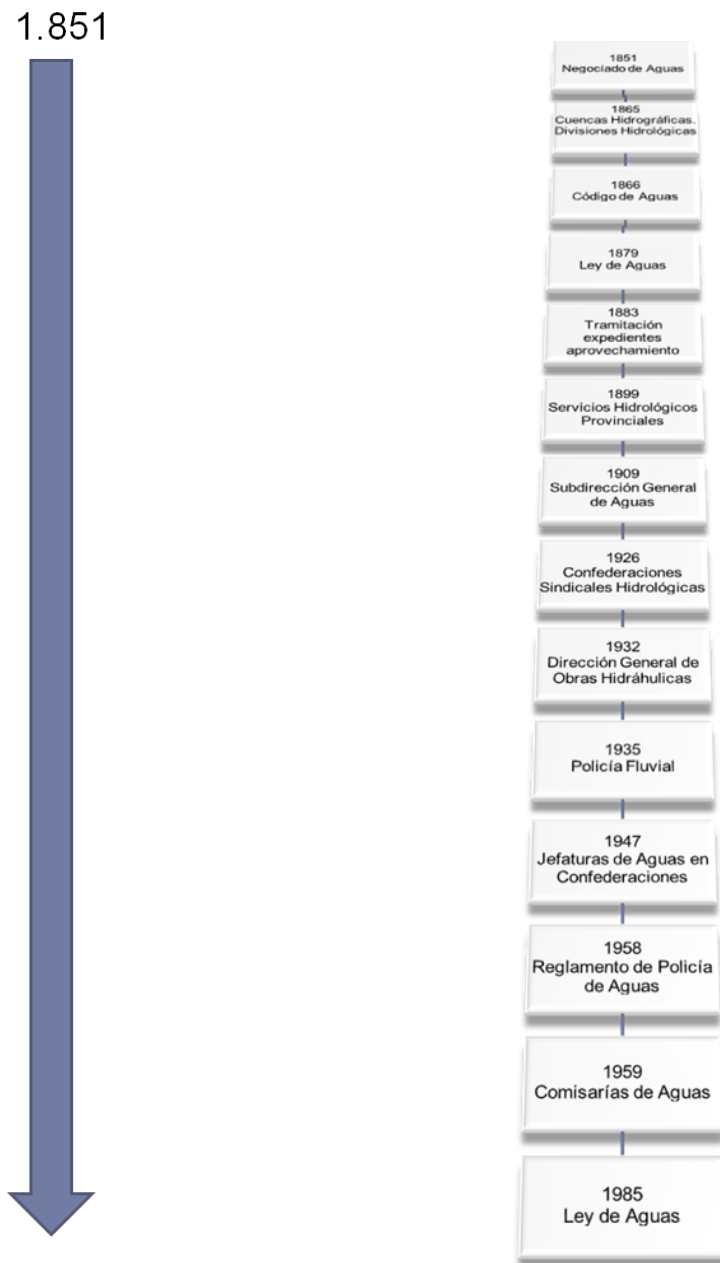 1.851
1851
Negociado de Aguas
1865
Cuencas Hidrográficas.
Divisiones Hidrológicas
1866
Código de Aguas
1879
Ley de Aguas
1883
Tramitación
expedientes
aprovechamiento
1899
Servicios Hidrológicos
Provinciales
1909
Subdirección General
de Aguas
1926
Confederaciones
Sindicales Hidrológicas
1932
Dirección General de
Obras Hidráhulicas
1935
Policía Fluvial
1947
Jefaturas de Aguas en
Confederaciones
1958
Reglamento de Policía
de Aguas
1959
Comisarías de Aguas
1985
Ley de Aguas